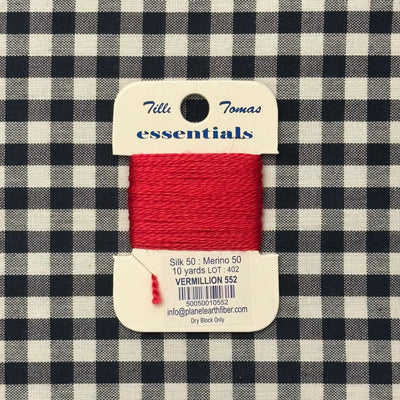 Tilli Tomas
essentials
Silk 50 : Merino 50
10 yards LOT : 402
VERMILLION 552
50050010552
info@planetearthfiber.com
Dry Block Only